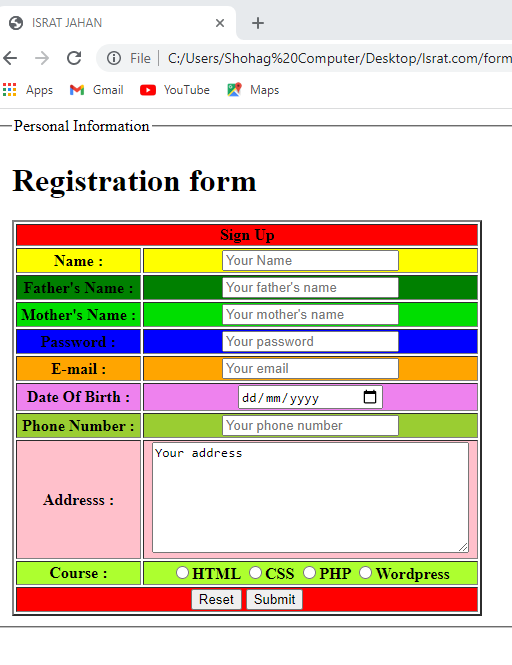 ISRAT JAHAN
File | C:/Users/Shohag%20Computer/Desktop/Israt.com/form
Apps Gmail YouTube Maps
Personal Information
Registration form
Sign Up
Name : Your Name
Father's Name : Your father's name
Mother's Name : Your mother's name
Password : Your password
E-mail : Your email
Date Of Birth : dd/mm/yyyy
Phone Number : Your phone number
Addresss : Your address
Course : HTML CSS PHP Wordpress
Reset Submit